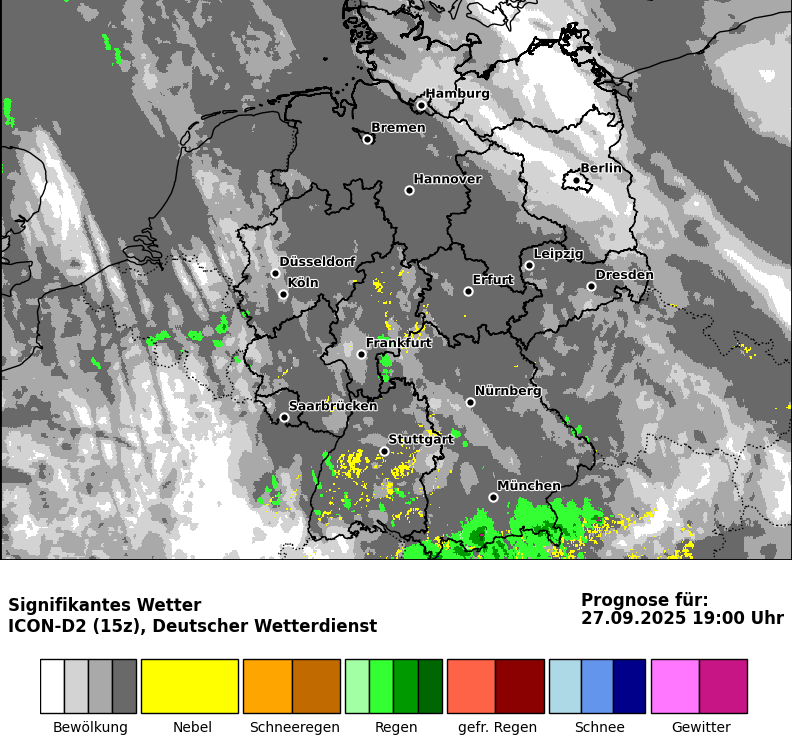 Hamburg
Bremen
Berlin
Hannover
Düsseldorf
Leipzig
Köln
Erfurt
Dresden
Frankfurt
Nürnberg
Saarbrücken
Stuttgart
München
Signifikantes Wetter
ICON-D2 (15z), Deutscher Wetterdienst
Prognose für:
27.09.2025 19:00 Uhr
Bewölkung
Nebel
Schneeregen
Regen
gefr. Regen
Schnee
Gewitter